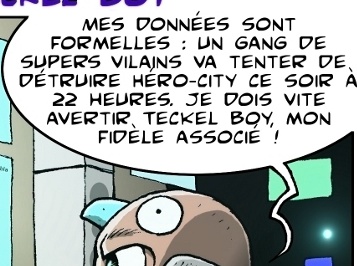 MES DONNÉES SONT
FORMELLES : UN GANG DE
SUPERS VILAINS VA TENTER DE
DÉTRUIRE HÉRO-CITY CE SOIR À
22 HEURES. JE DOIS VITE
AVERTIR TECKEL BOY, MON
FIDÈLE ASSOCIÉ !